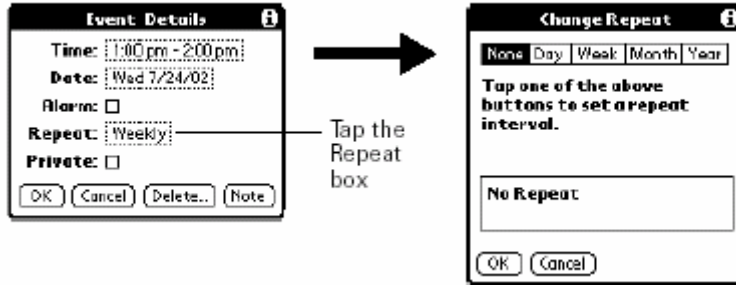 Event Details
Time: 1:00 pm - 2:00 pm
Date: Wed 7/24/02
Alarm:
Repeat: Weekly
Private:
OK Cancel Delete... Note
Tap the
Repeat
box
Change Repeat
None Day Week Month Year
Tap one of the above
buttons to set a repeat
interval.
No Repeat
OK Cancel